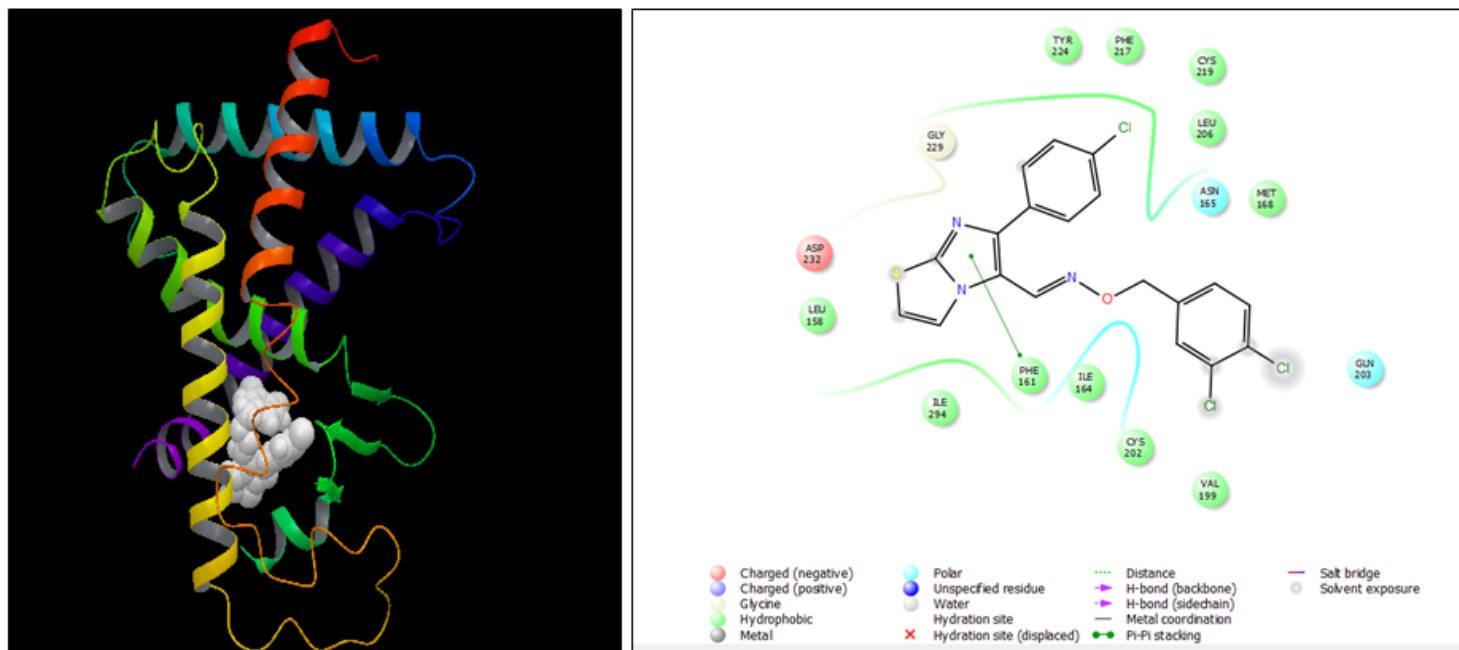 TYR
224
PHE
217
CYS
219
Cl
GLY
229
LEU
206
ASN
165
MET
168
N
ASP
232
S
N
N
O
LEU
158
PHE
161
ILE
164
Cl
GLN
203
ILE
294
Cl
CYS
202
VAL
199
Charged (negative)
Charged (positive)
Glycine
Hydrophobic
Metal
Polar
Unspecified residue
Water
Hydration site
Hydration site (displaced)
Distance
H-bond (backbone)
H-bond (sidechain)
Metal coordination
Pi-Pi stacking
Salt bridge
Solvent exposure